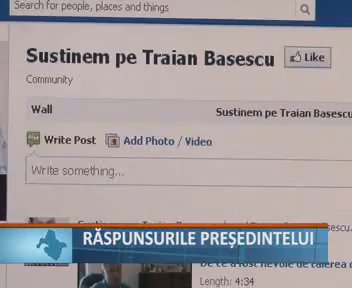 Search for people, places and things
Sustinem pe Traian Basescu
Like
Community
Wall
Sustinem pe Traian Basescu
Write Post
Add Photo / Video
Write something...
RĂSPUNSURILE PREȘEDINTELUI
Length: 4:34